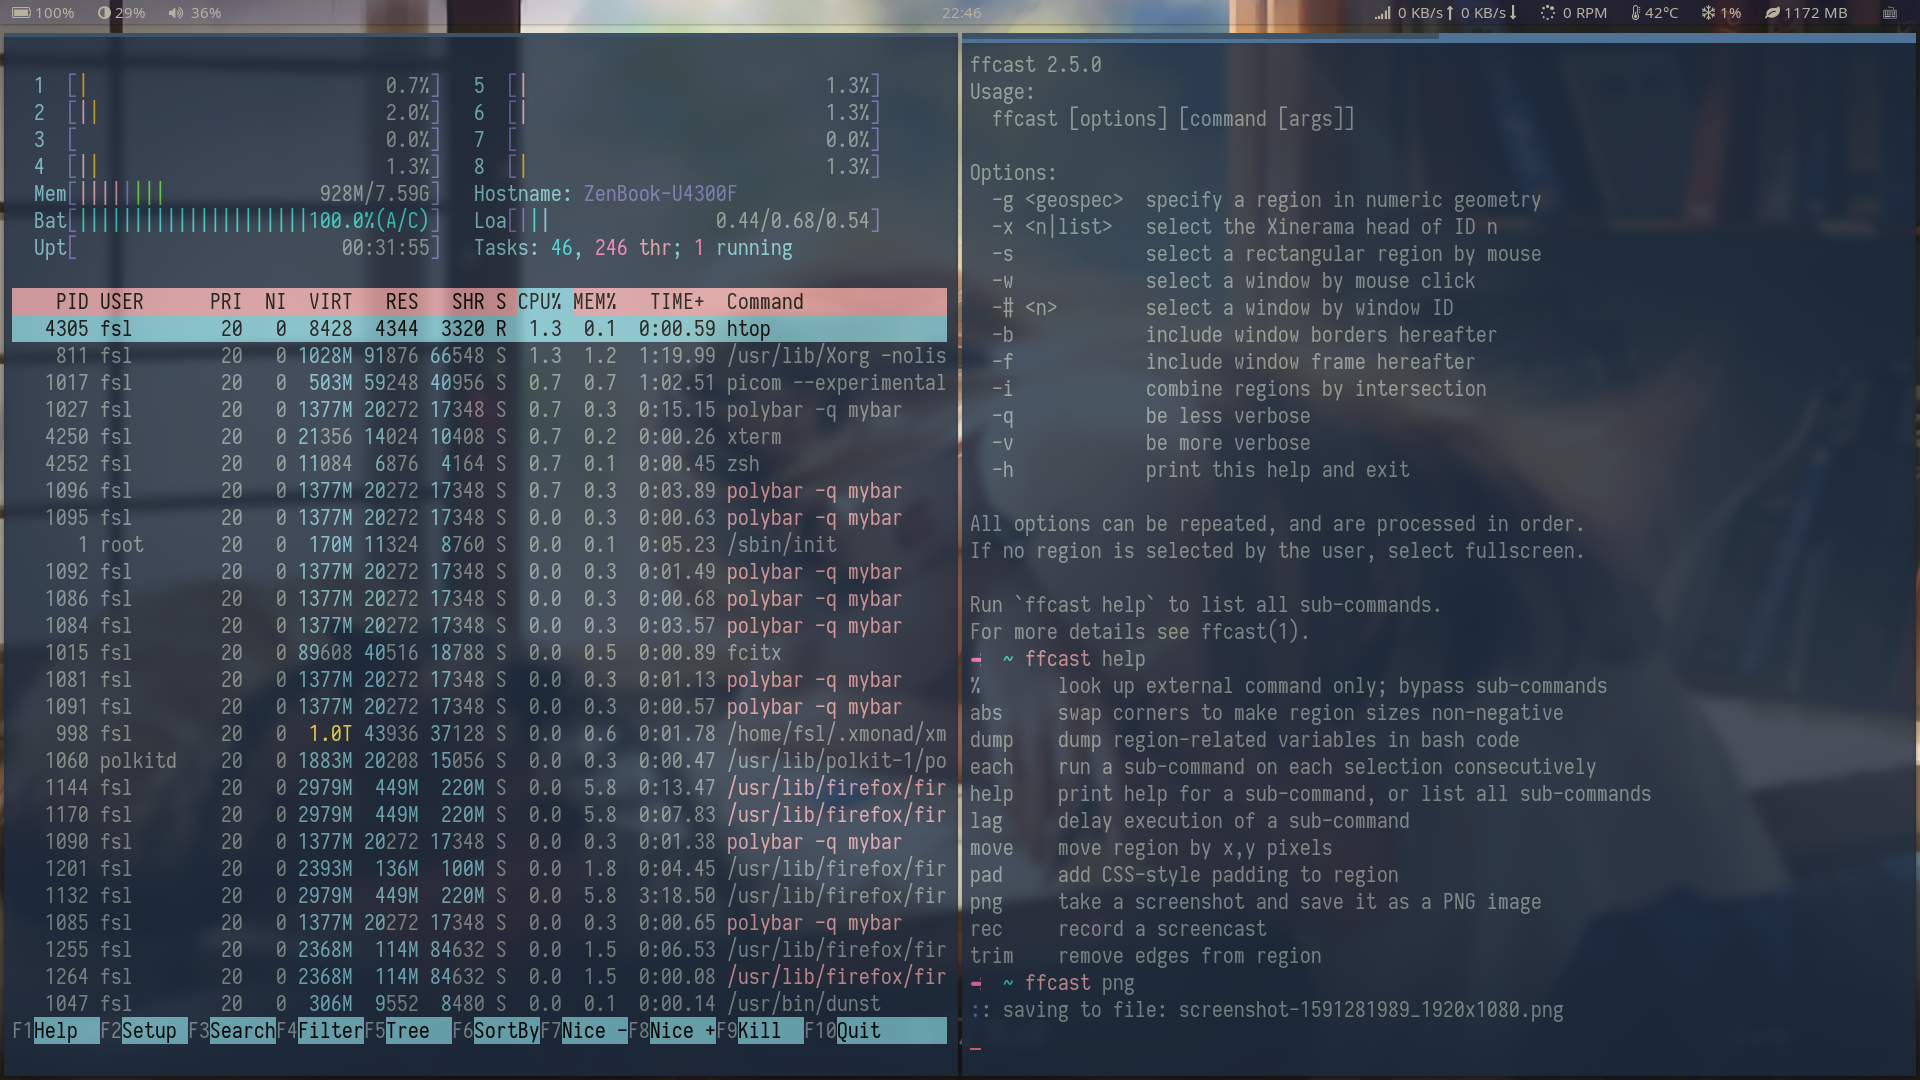 100% 29% 36% 22:46 0 KB/s 0 KB/s 0 RPM 42°C 1% 1172 MB
1 [| 0.7%] 5 [| 1.3%]
2 [|| 2.0%] 6 [| 1.3%]
3 [ 0.0%] 7 [ 0.0%]
4 [|| 1.3%] 8 [| 1.3%]
Mem[|||||||| 928M/7.59G] Hostname: ZenBook-U4300F
Bat[|||||||||||||||||||||100.0%(A/C)] Loa[||| 0.44/0.68/0.54]
Upt[ 00:31:55] Tasks: 46, 246 thr; 1 running
PID USER PRI NI VIRT RES SHR S CPU% MEM% TIME+ Command
4305 fsl 20 0 8428 4344 3320 R 1.3 0.1 0:00.59 htop
811 fsl 20 0 1028M 91876 66548 S 1.3 1.2 1:19.99 /usr/lib/Xorg -nolis
1017 fsl 20 0 503M 59248 40956 S 0.7 0.7 1:02.51 picom --experimental
1027 fsl 20 0 1377M 20272 17348 S 0.7 0.3 0:15.15 polybar -q mybar
4250 fsl 20 0 21356 14024 10408 S 0.7 0.2 0:00.26 xterm
4252 fsl 20 0 11084 6876 4164 S 0.7 0.1 0:00.45 zsh
1096 fsl 20 0 1377M 20272 17348 S 0.7 0.3 0:03.89 polybar -q mybar
1095 fsl 20 0 1377M 20272 17348 S 0.0 0.3 0:00.63 polybar -q mybar
1 root 20 0 170M 11324 8760 S 0.0 0.1 0:05.23 /sbin/init
1092 fsl 20 0 1377M 20272 17348 S 0.0 0.3 0:01.49 polybar -q mybar
1086 fsl 20 0 1377M 20272 17348 S 0.0 0.3 0:00.68 polybar -q mybar
1084 fsl 20 0 1377M 20272 17348 S 0.0 0.3 0:03.57 polybar -q mybar
1015 fsl 20 0 89608 40516 18788 S 0.0 0.5 0:00.89 fcitx
1081 fsl 20 0 1377M 20272 17348 S 0.0 0.3 0:01.13 polybar -q mybar
1091 fsl 20 0 1377M 20272 17348 S 0.0 0.3 0:00.57 polybar -q mybar
998 fsl 20 0 1.0T 43936 37128 S 0.0 0.6 0:01.78 /home/fsl/.xmonad/xm
1060 polkitd 20 0 1883M 20208 15056 S 0.0 0.3 0:00.47 /usr/lib/polkit-1/po
1144 fsl 20 0 2979M 449M 220M S 0.0 5.8 0:13.47 /usr/lib/firefox/fir
1170 fsl 20 0 2979M 449M 220M S 0.0 5.8 0:07.83 /usr/lib/firefox/fir
1090 fsl 20 0 1377M 20272 17348 S 0.0 0.3 0:01.38 polybar -q mybar
1201 fsl 20 0 2393M 136M 100M S 0.0 1.8 0:04.45 /usr/lib/firefox/fir
1132 fsl 20 0 2979M 449M 220M S 0.0 5.8 3:18.50 /usr/lib/firefox/fir
1085 fsl 20 0 1377M 20272 17348 S 0.0 0.3 0:00.65 polybar -q mybar
1255 fsl 20 0 2368M 114M 84632 S 0.0 1.5 0:06.53 /usr/lib/firefox/fir
1264 fsl 20 0 2368M 114M 84632 S 0.0 1.5 0:00.08 /usr/lib/firefox/fir
1047 fsl 20 0 306M 9552 8480 S 0.0 0.1 0:00.14 /usr/bin/dunst
F1Help F2Setup F3SearchF4FilterF5Tree F6SortByF7Nice -F8Nice +F9Kill F10Quit
ffcast 2.5.0
Usage:
ffcast [options] [command [args]]
Options:
-g <geospec> specify a region in numeric geometry
-x <n|list> select the Xinerama head of ID n
-s select a rectangular region by mouse
-w select a window by mouse click
-# <n> select a window by window ID
-b include window borders hereafter
-f include window frame hereafter
-i combine regions by intersection
-q be less verbose
-v be more verbose
-h print this help and exit
All options can be repeated, and are processed in order.
If no region is selected by the user, select fullscreen.
Run `ffcast help` to list all sub-commands.
For more details see ffcast(1).
~ ffcast help
% look up external command only; bypass sub-commands
abs swap corners to make region sizes non-negative
dump dump region-related variables in bash code
each run a sub-command on each selection consecutively
help print help for a sub-command, or list all sub-commands
lag delay execution of a sub-command
move move region by x,y pixels
pad add CSS-style padding to region
png take a screenshot and save it as a PNG image
rec record a screencast
trim remove edges from region
~ ffcast png
:: saving to file: screenshot-1591281989_1920x1080.png